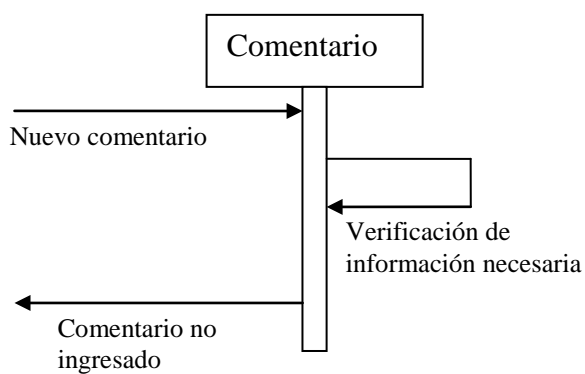 Comentario
Nuevo comentario
Verificación de
información necesaria
Comentario no
ingresado